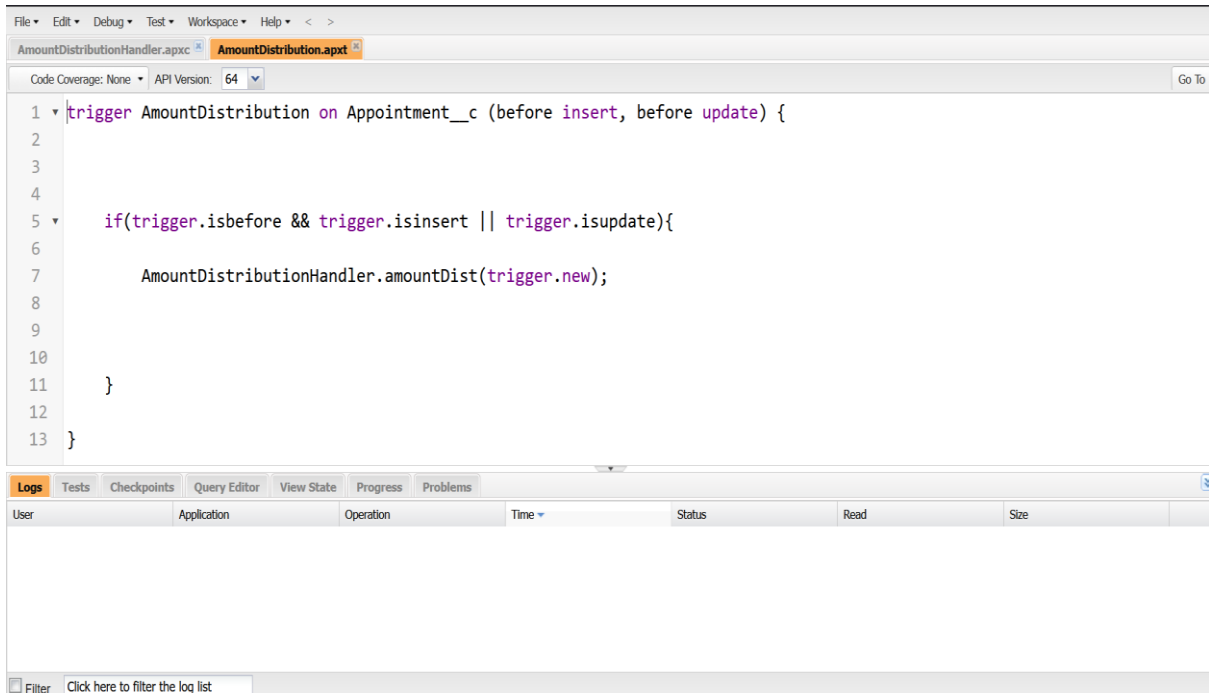 File Edit Debug Test Workspace Help < >
AmountDistributionHandler.apxc AmountDistribution.apxt
Code Coverage: None API Version: 64 Go To
1 trigger AmountDistribution on Appointment__c (before insert, before update) {
2
3
4
5 if(trigger.isbefore && trigger.isinsert || trigger.isupdate){
6
7 AmountDistributionHandler.amountDist(trigger.new);
8
9
10
11 }
12
13 }
Logs Tests Checkpoints Query Editor View State Progress Problems
User Application Operation Time Status Read Size
Filter Click here to filter the log list